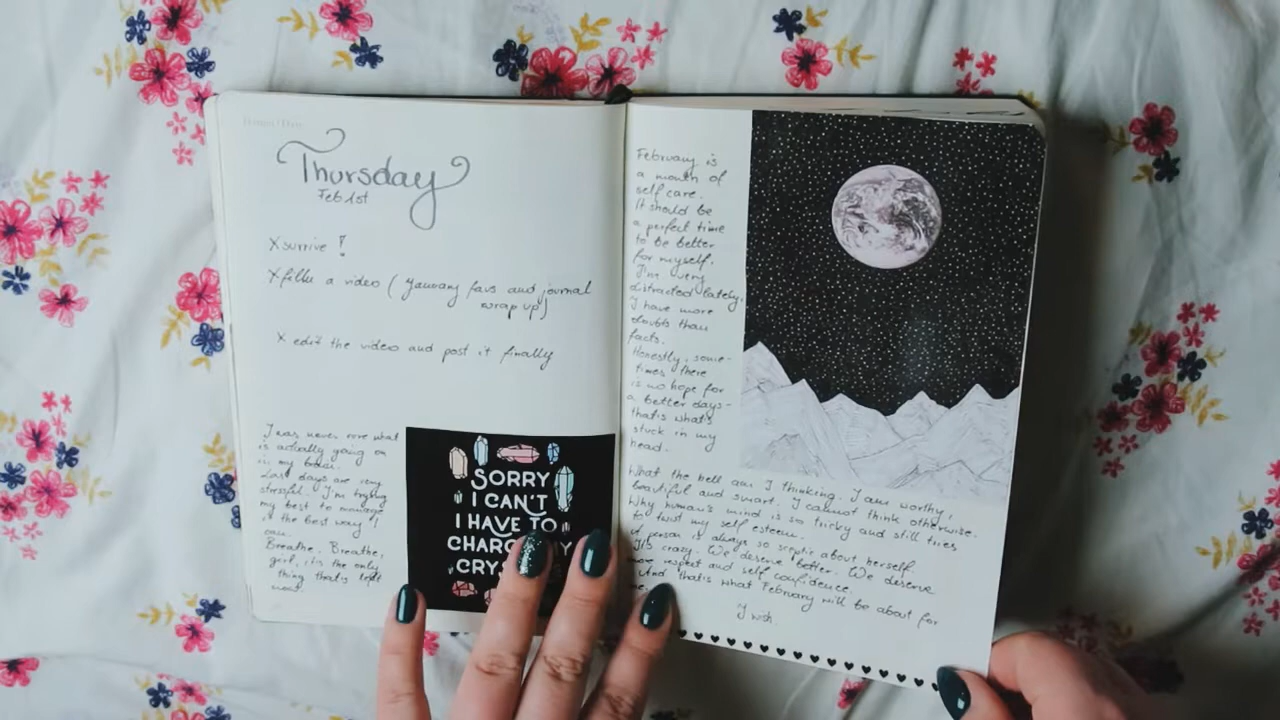 Thursday
Feb 1st
X survive !
X film a video ( January favs and journal
wrap up)
X edit the video and post it finally
I was never sure what
is actually going on
in my brain.
Last days are very
stressful. I'm trying
my best to manage
it the best way I
can.
Breathe. Breathe,
girl, it's the only
thing that's left
now.
SORRY
I CAN'T
I HAVE TO
CHARG Y
CRYS
February is
a month of
self care.
It should be
a perfect time
to be better
for myself.
I'm very
distracted lately,
I have more
doubts than
facts.
Honestly, some-
times there
is no hope for
a better days-
that's what's
stuck in my
head.
What the hell am I thinking. I am worthy,
beautiful and smart. I cannot think otherwise.
Why human's mind is so tricky and still tries
to twist my self esteem.
of person is always so sceptic about herself.
It's crazy. We deserve better. We deserve
more respect and self confidence.
And that's what February will be about for
me.
I wish